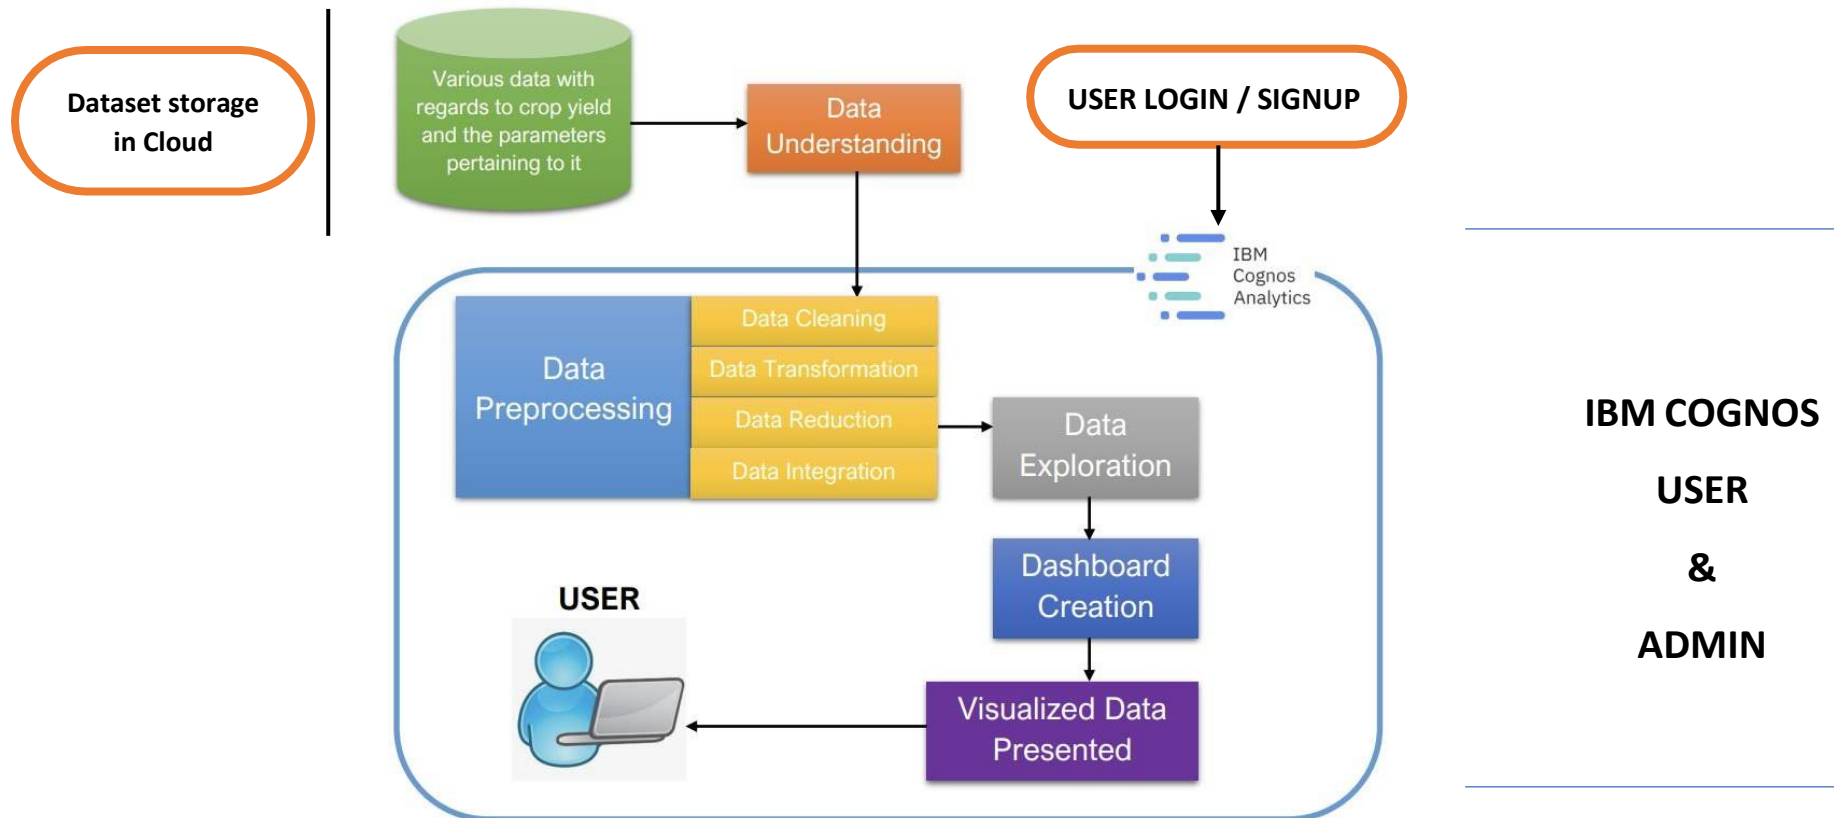 Dataset storage
in Cloud
Various data with
regards to crop yield
and the parameters
pertaining to it
Data
Understanding
USER LOGIN / SIGNUP
IBM
Cognos
Analytics
Data
Preprocessing
Data Cleaning
Data Transformation
Data Reduction
Data Integration
Data
Exploration
Dashboard
Creation
Visualized Data
Presented
USER
IBM COGNOS
USER
&
ADMIN